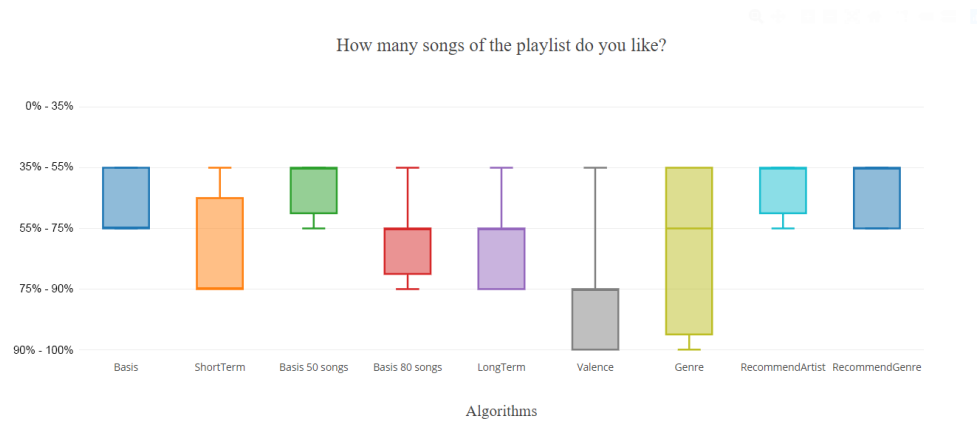 How many songs of the playlist do you like?
0% - 35%
35% - 55%
55% - 75%
75% - 90%
90% - 100%
Basis ShortTerm Basis 50 songs Basis 80 songs LongTerm Valence Genre RecommendArtist RecommendGenre
Algorithms